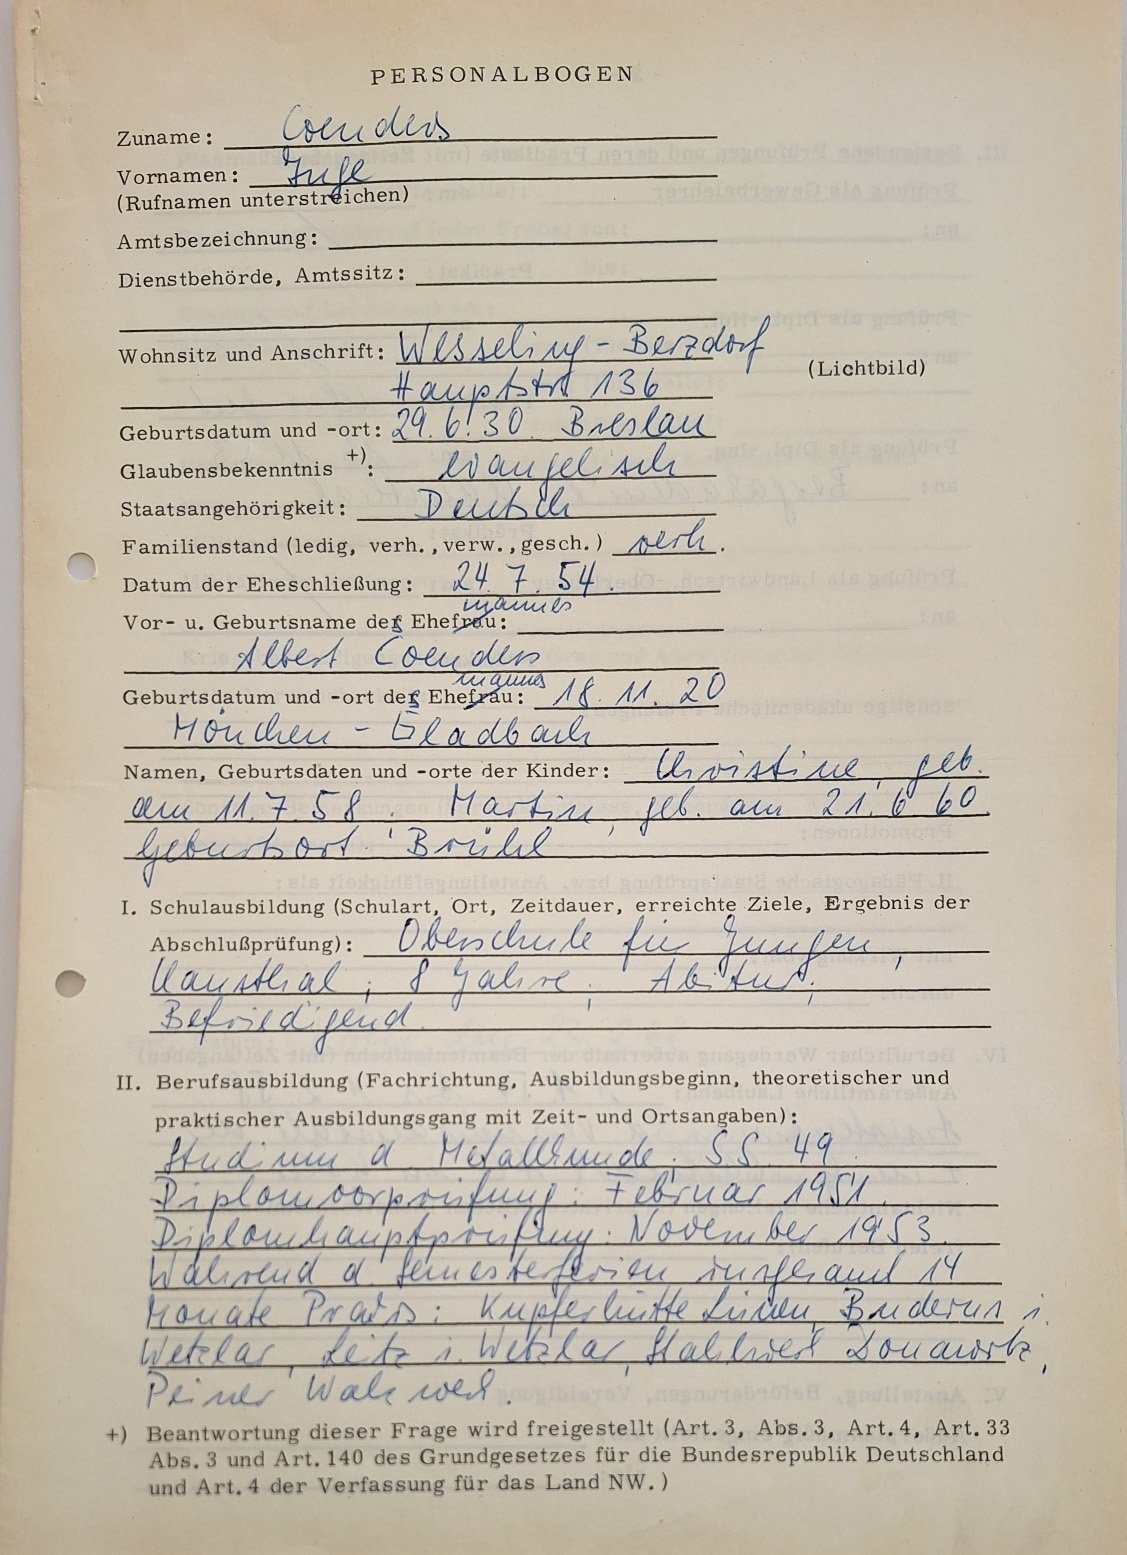 PERSONALBOGEN
Zuname: Coenders
Vornamen: Inge
(Rufnamen unterstreichen)
Amtsbezeichnung:
Dienstbehörde, Amtssitz:
Wohnsitz und Anschrift: Wesseling - Berzdorf
(Lichtbild)
Hauptstr 136
Geburtsdatum und -ort: 29. 6. 30. Breslau
Glaubensbekenntnis +): evangelisch
Staatsangehörigkeit: Deutsch
Familienstand (ledig, verh., verw., gesch.) verh.
Datum der Eheschließung: 24. 7. 54.
mannes
Vor- u. Geburtsname des Ehefrau:
Albert Coenders
mannes
Geburtsdatum und -ort des Ehefrau: 18. 11. 20
Mönchen - Gladbach
Namen, Geburtsdaten und -orte der Kinder: Christine, geb.
am 11. 7. 58. Martin, geb. am 21. 6 60
Geburtsort: Brühl
I. Schulausbildung (Schulart, Ort, Zeitdauer, erreichte Ziele, Ergebnis der
Abschlußprüfung): Oberschule für Jungen,
Clausthal; 8 Jahre; Abitur;
Befriedigend.
II. Berufsausbildung (Fachrichtung, Ausbildungsbeginn, theoretischer und
praktischer Ausbildungsgang mit Zeit- und Ortsangaben):
Studium d Metallkunde: S.S. 49.
Diplomvorprüfung: Februar 1951.
Diplomhauptprüfung: November 1953.
Während d. Semesterferien insgesamt 14
Monate Praxis: Kupferhütte Lünen, Buderus i.
Wetzlar, Leitz i. Wetzlar, Stahlwerk Donawitz,
Peiner Walzwerk.
+) Beantwortung dieser Frage wird freigestellt (Art. 3, Abs. 3, Art. 4, Art. 33
Abs. 3 und Art. 140 des Grundgesetzes für die Bundesrepublik Deutschland
und Art. 4 der Verfassung für das Land NW.)